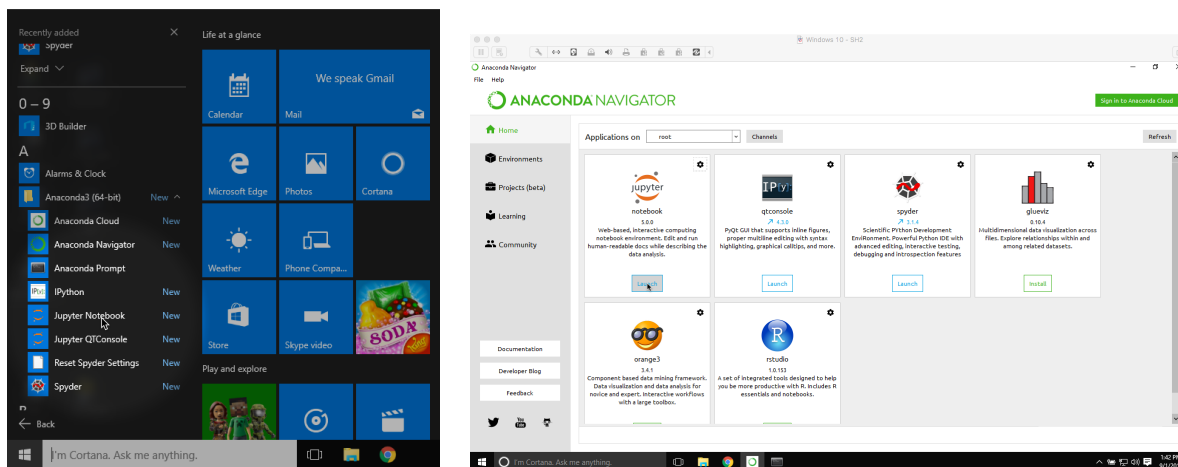 Recently added
Spyder
Expand
0 – 9
3D Builder
A
Alarms & Clock
Anaconda3 (64-bit) New
Anaconda Cloud New
Anaconda Navigator New
Anaconda Prompt
IPython New
Jupyter Notebook New
Jupyter QTConsole New
Reset Spyder Settings New
Spyder New
Back
I'm Cortana. Ask me anything.
Life at a glance
Calendar
We speak Gmail
Mail
Microsoft Edge
Photos
Cortana
Weather
Phone Compa...
Store
Skype video
SODA
Play and explore
Windows 10 - SH2
Anaconda Navigator
File Help
ANACONDA NAVIGATOR
Sign in to Anaconda Cloud
Home
Environments
Projects (beta)
Learning
Community
Documentation
Developer Blog
Feedback
You
Tube
Applications on root Channels Refresh
jupyter
notebook
5.0.0
Web-based, interactive computing
notebook environment. Edit and run
human-readable docs while describing the
data analysis.
Launch
IP[y]:
qtconsole
4.3.0
PyQt GUI that supports inline figures,
proper multiline editing with syntax
highlighting, graphical calltips, and more.
Launch
spyder
3.1.4
Scientific PYthon Development
EnviRonment. Powerful Python IDE with
advanced editing, interactive testing,
debugging and introspection features
Launch
glueviz
0.10.4
Multidimensional data visualization across
files. Explore relationships within and
among related datasets.
Install
orange3
3.4.1
Component based data mining framework.
Data visualization and data analysis for
novice and expert. Interactive workflows
with a large toolbox.
R
rstudio
1.0.153
A set of integrated tools designed to help
you be more productive with R. Includes R
essentials and notebooks.
I'm Cortana. Ask me anything.
1:42 PM